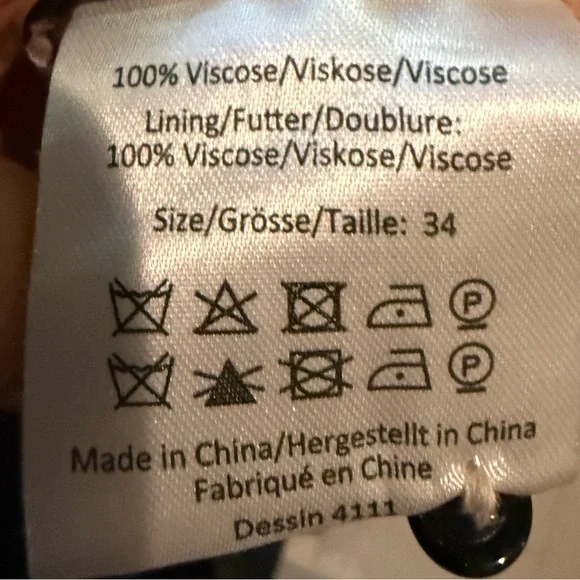 100% Viscose/Viskose/Viscose
Lining/Futter/Doublure:
100% Viscose/Viskose/Viscose
Size/Grösse/Taille: 34
P
P
Made in China/Hergestellt in China
Fabriqué en Chine
Dessin 4111